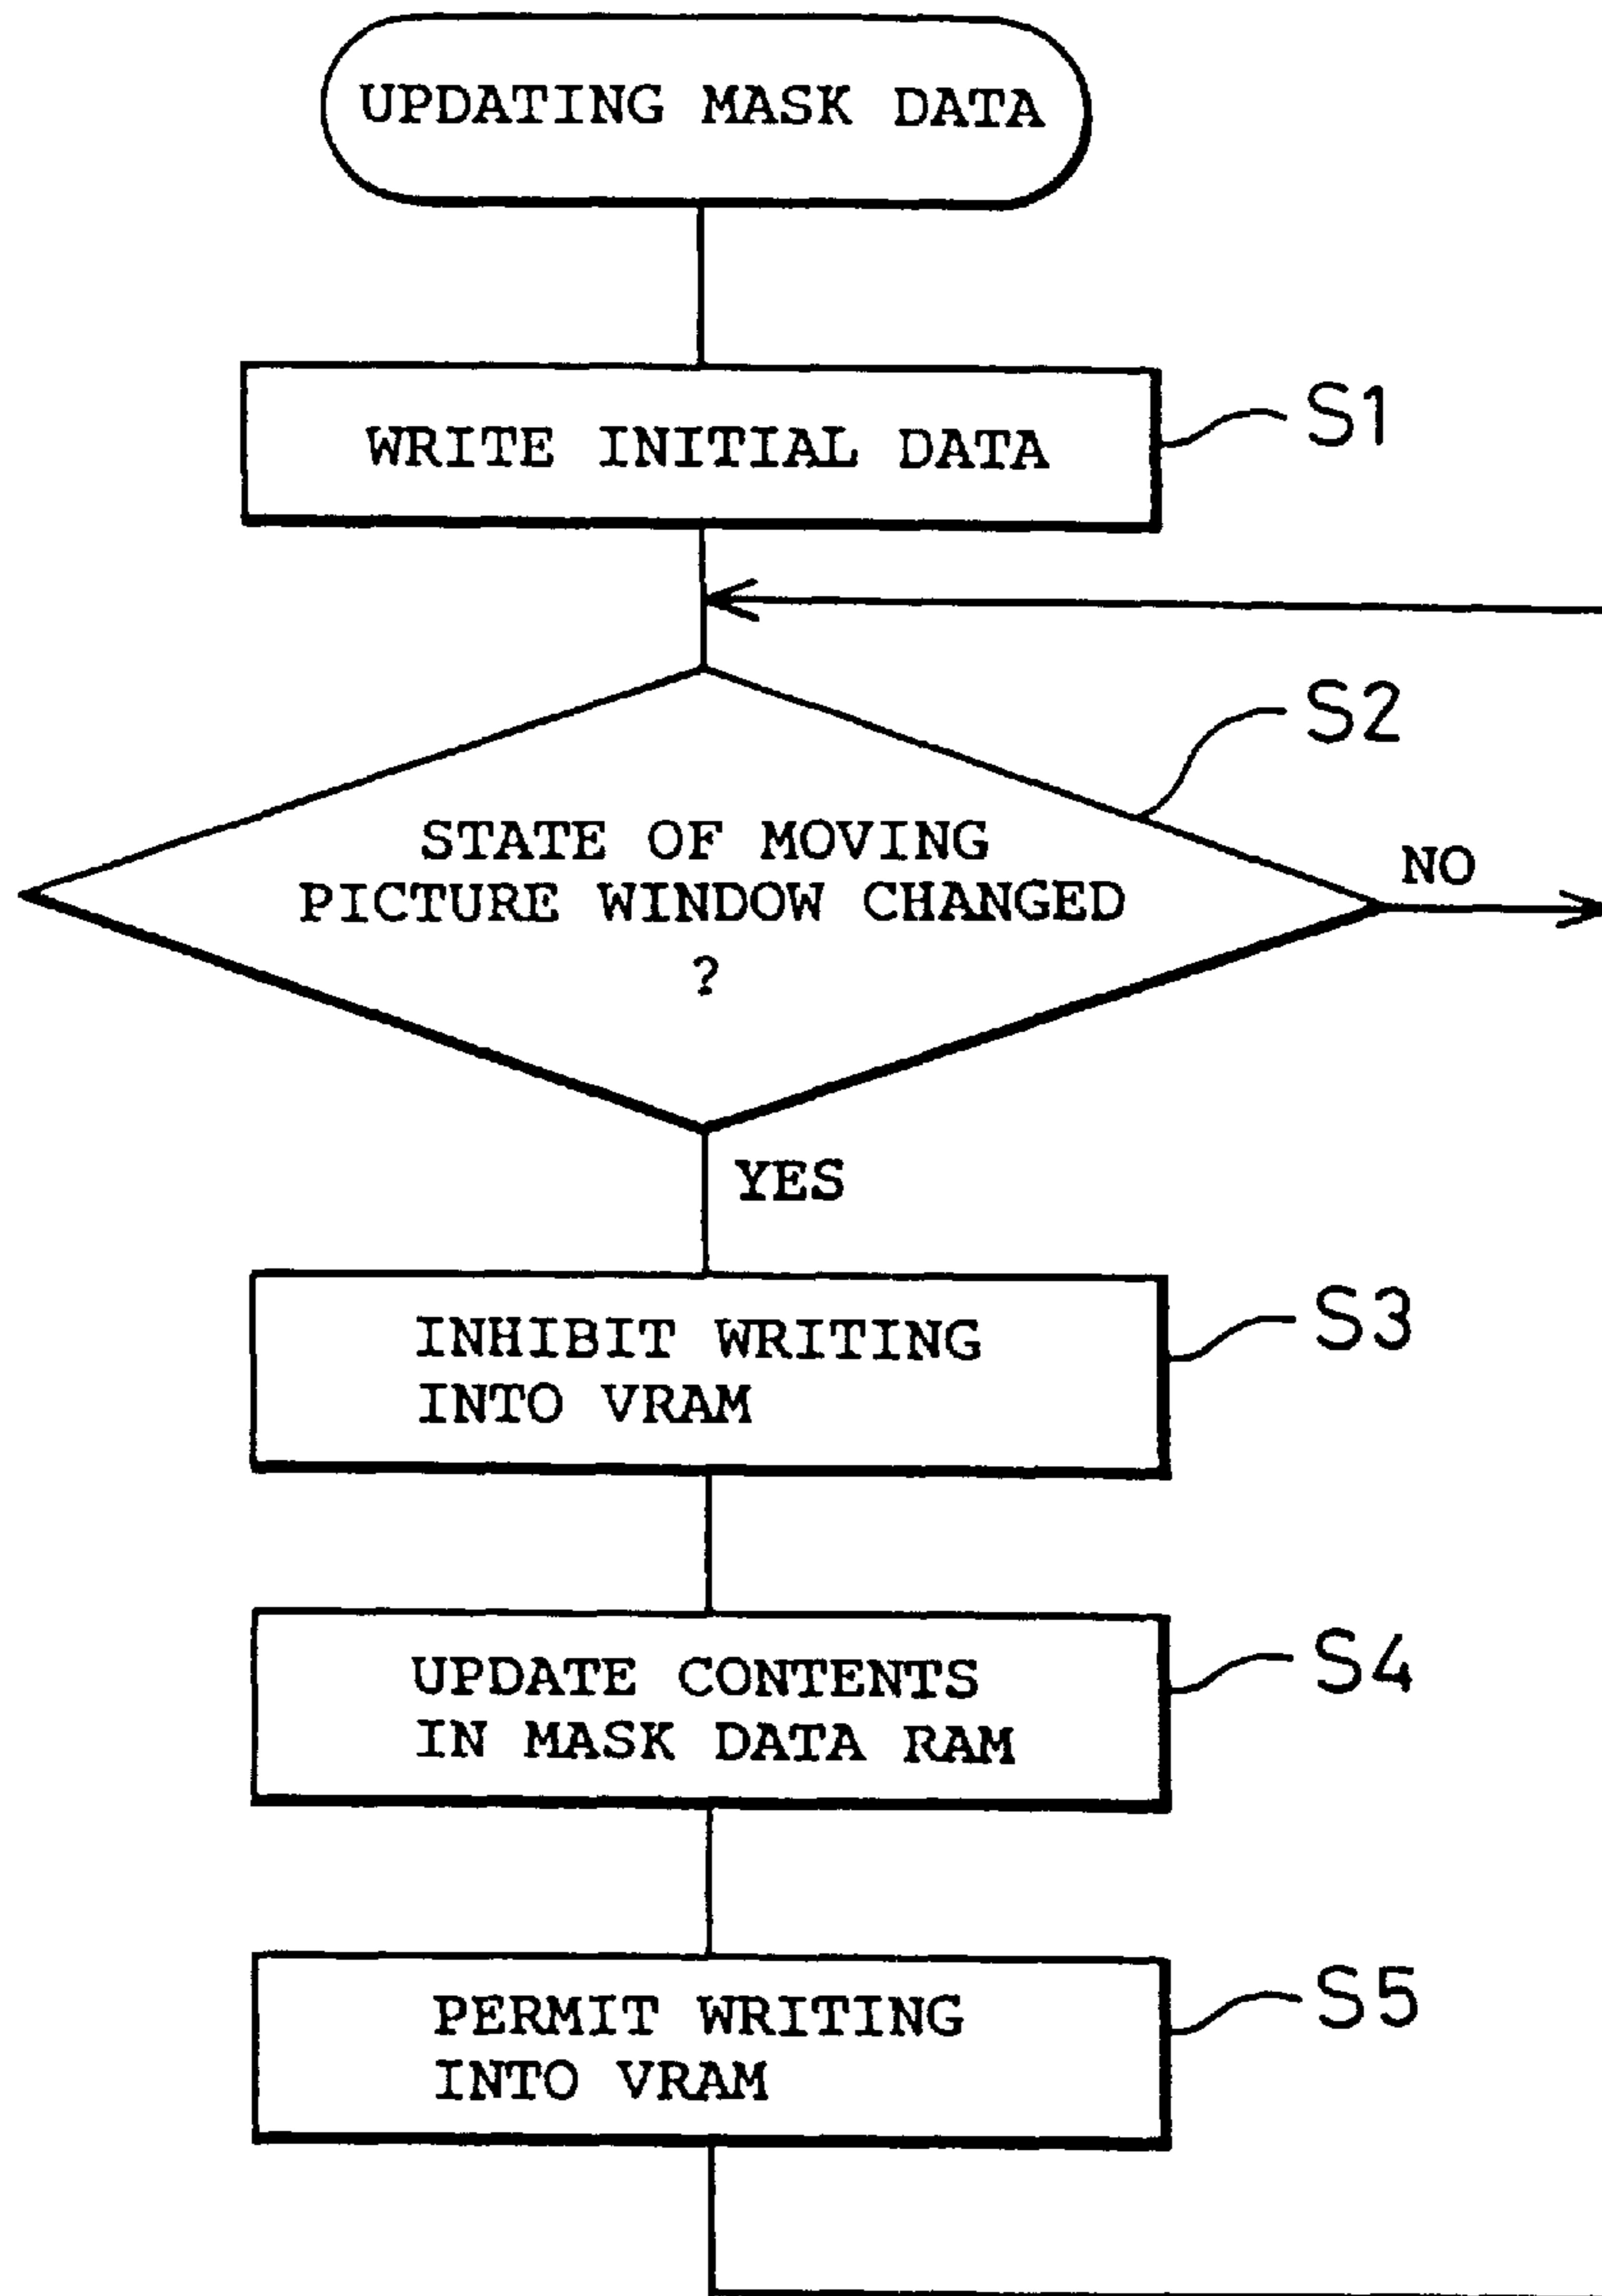 UPDATING MASK DATA
WRITE INITIAL DATA
S1
S2
STATE OF MOVING
PICTURE WINDOW CHANGED
?
NO
YES
INHIBIT WRITING
INTO VRAM
S3
UPDATE CONTENTS
IN MASK DATA RAM
S4
PERMIT WRITING
INTO VRAM
S5